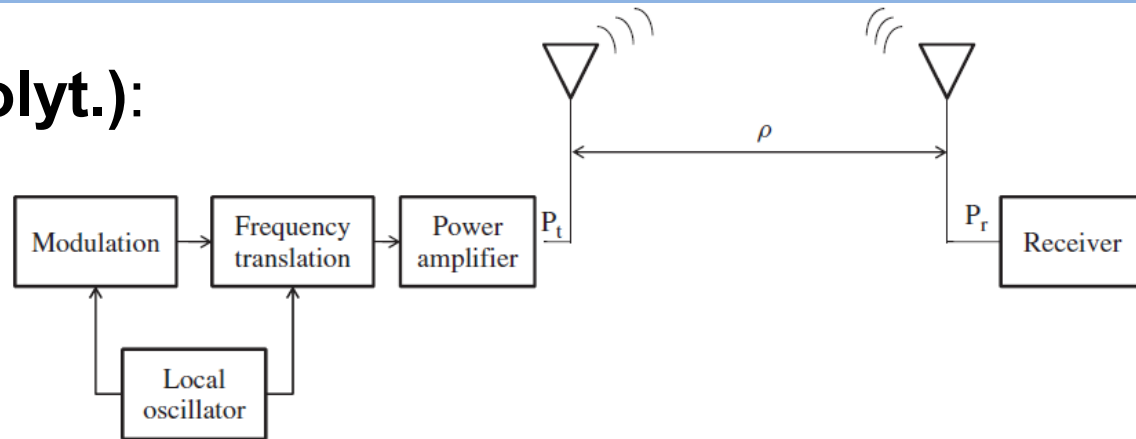 olyt.):
ρ
Modulation
Frequency
translation
Power
amplifier
Pt
Pr
Receiver
Local
oscillator